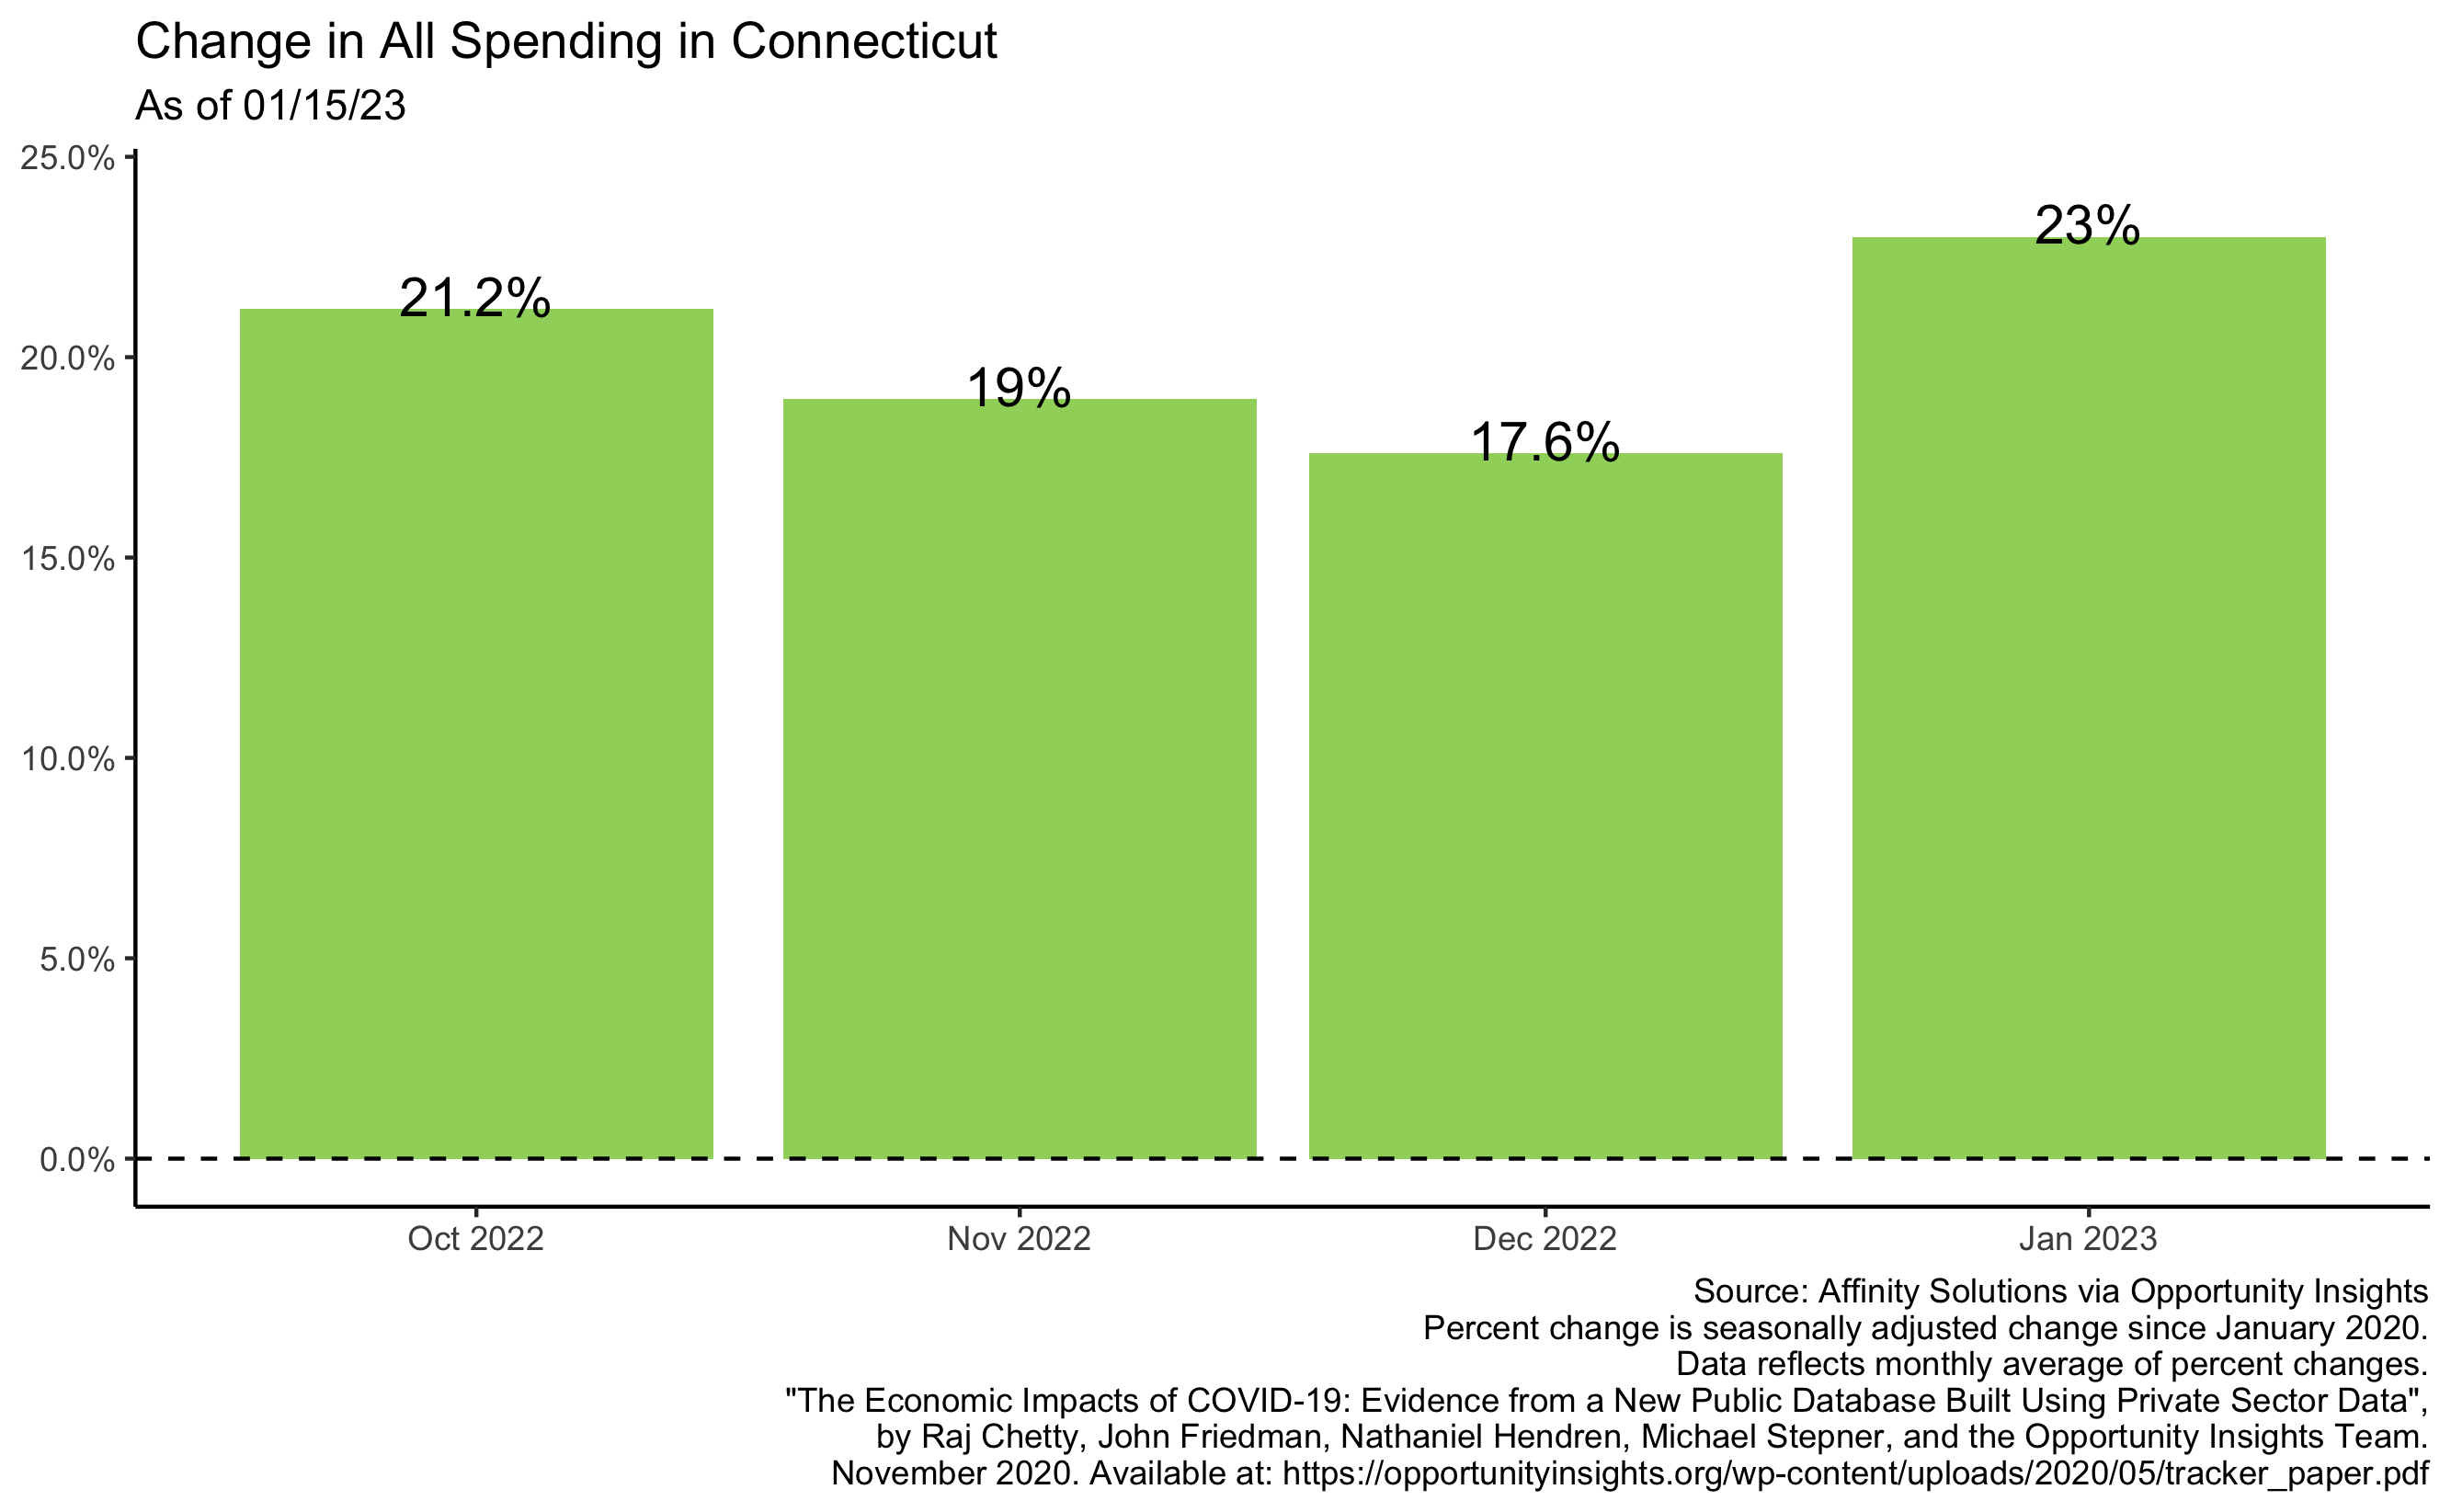 Change in All Spending in Connecticut
As of 01/15/23
25.0%
20.0%
15.0%
10.0%
5.0%
0.0%
21.2%
19%
17.6%
23%
Oct 2022
Nov 2022
Dec 2022
Jan 2023
Source: Affinity Solutions via Opportunity Insights
Percent change is seasonally adjusted change since January 2020.
Data reflects monthly average of percent changes.
"The Economic Impacts of COVID-19: Evidence from a New Public Database Built Using Private Sector Data",
by Raj Chetty, John Friedman, Nathaniel Hendren, Michael Stepner, and the Opportunity Insights Team.
November 2020. Available at: https://opportunityinsights.org/wp-content/uploads/2020/05/tracker_paper.pdf